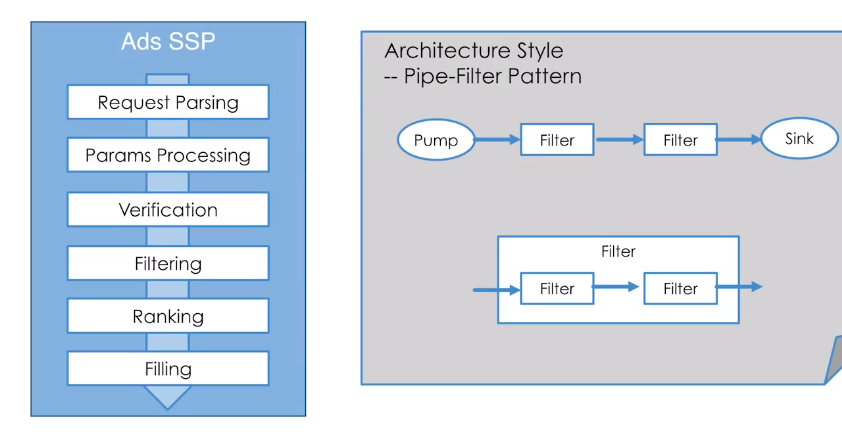 Ads SSP
Request Parsing
Params Processing
Verification
Filtering
Ranking
Filling
Architecture Style
-- Pipe-Filter Pattern
Pump
Filter
Filter
Sink
Filter
Filter
Filter